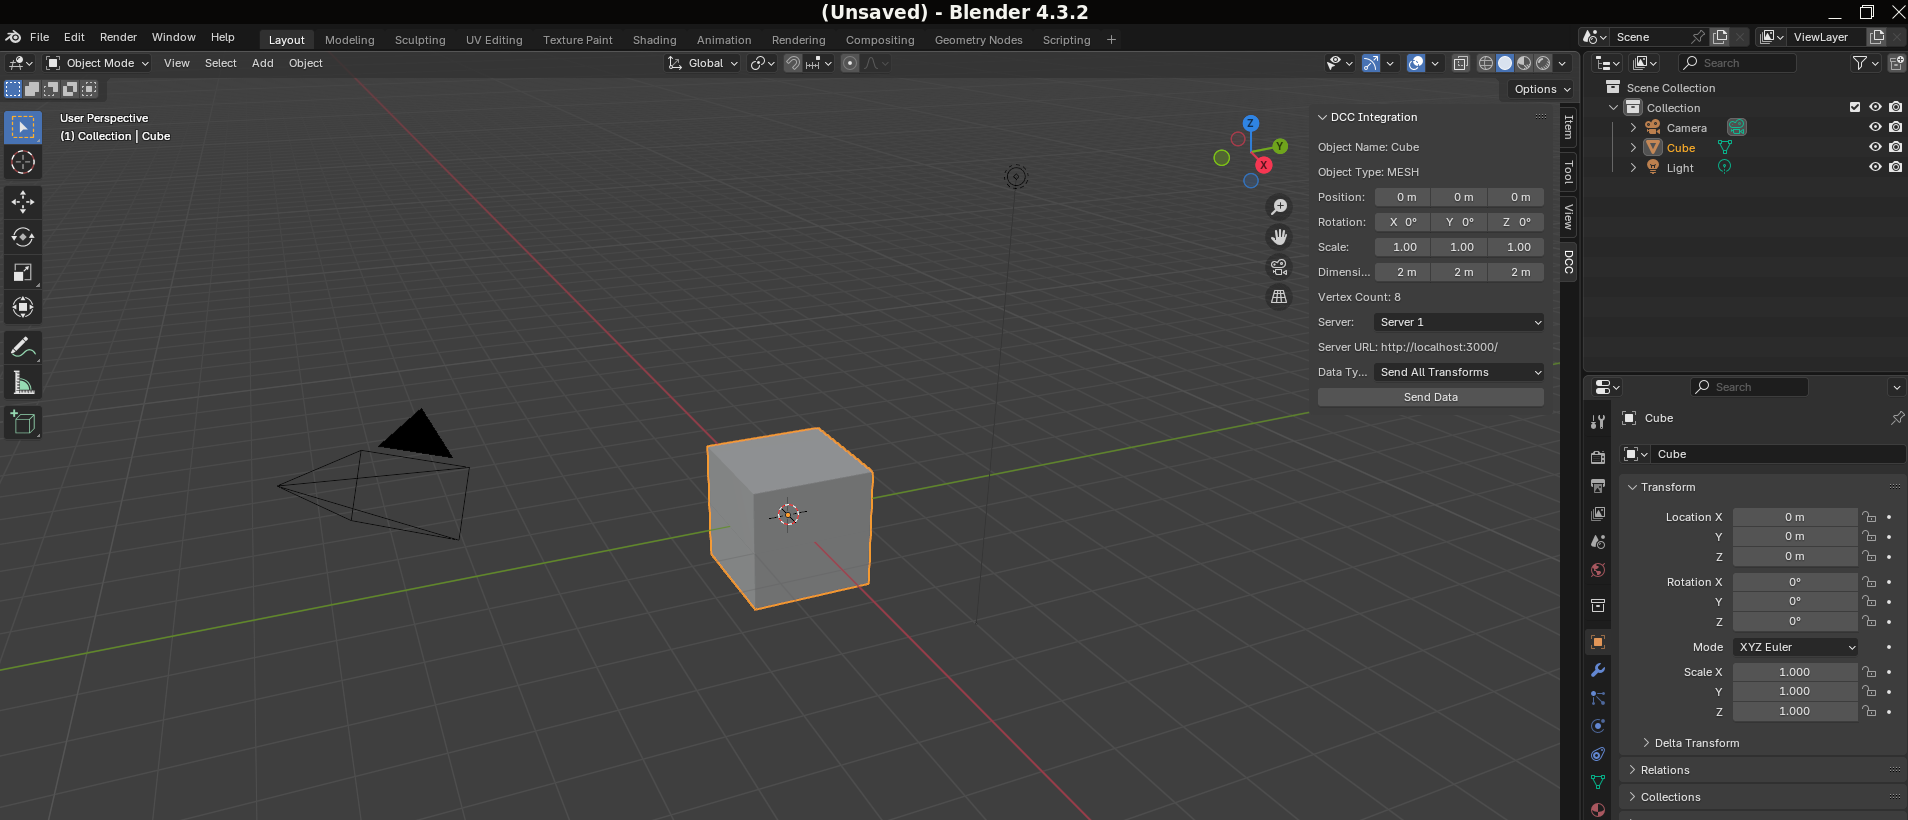 (Unsaved) - Blender 4.3.2
File Edit Render Window Help
Layout Modeling Sculpting UV Editing Texture Paint Shading Animation Rendering Compositing Geometry Nodes Scripting +
Scene
ViewLayer
Object Mode View Select Add Object
Global
Options
User Perspective
(1) Collection | Cube
Z
Y
X
DCC Integration
Object Name: Cube
Object Type: MESH
Position: 0 m 0 m 0 m
Rotation: X 0° Y 0° Z 0°
Scale: 1.00 1.00 1.00
Dimensi... 2 m 2 m 2 m
Vertex Count: 8
Server: Server 1
Server URL: http://localhost:3000/
Data Ty... Send All Transforms
Send Data
Item
Tool
View
DCC
Search
Scene Collection
Collection
Camera
Cube
Light
Search
Cube
Cube
Transform
Location X 0 m
Y 0 m
Z 0 m
Rotation X 0°
Y 0°
Z 0°
Mode XYZ Euler
Scale X 1.000
Y 1.000
Z 1.000
Delta Transform
Relations
Collections